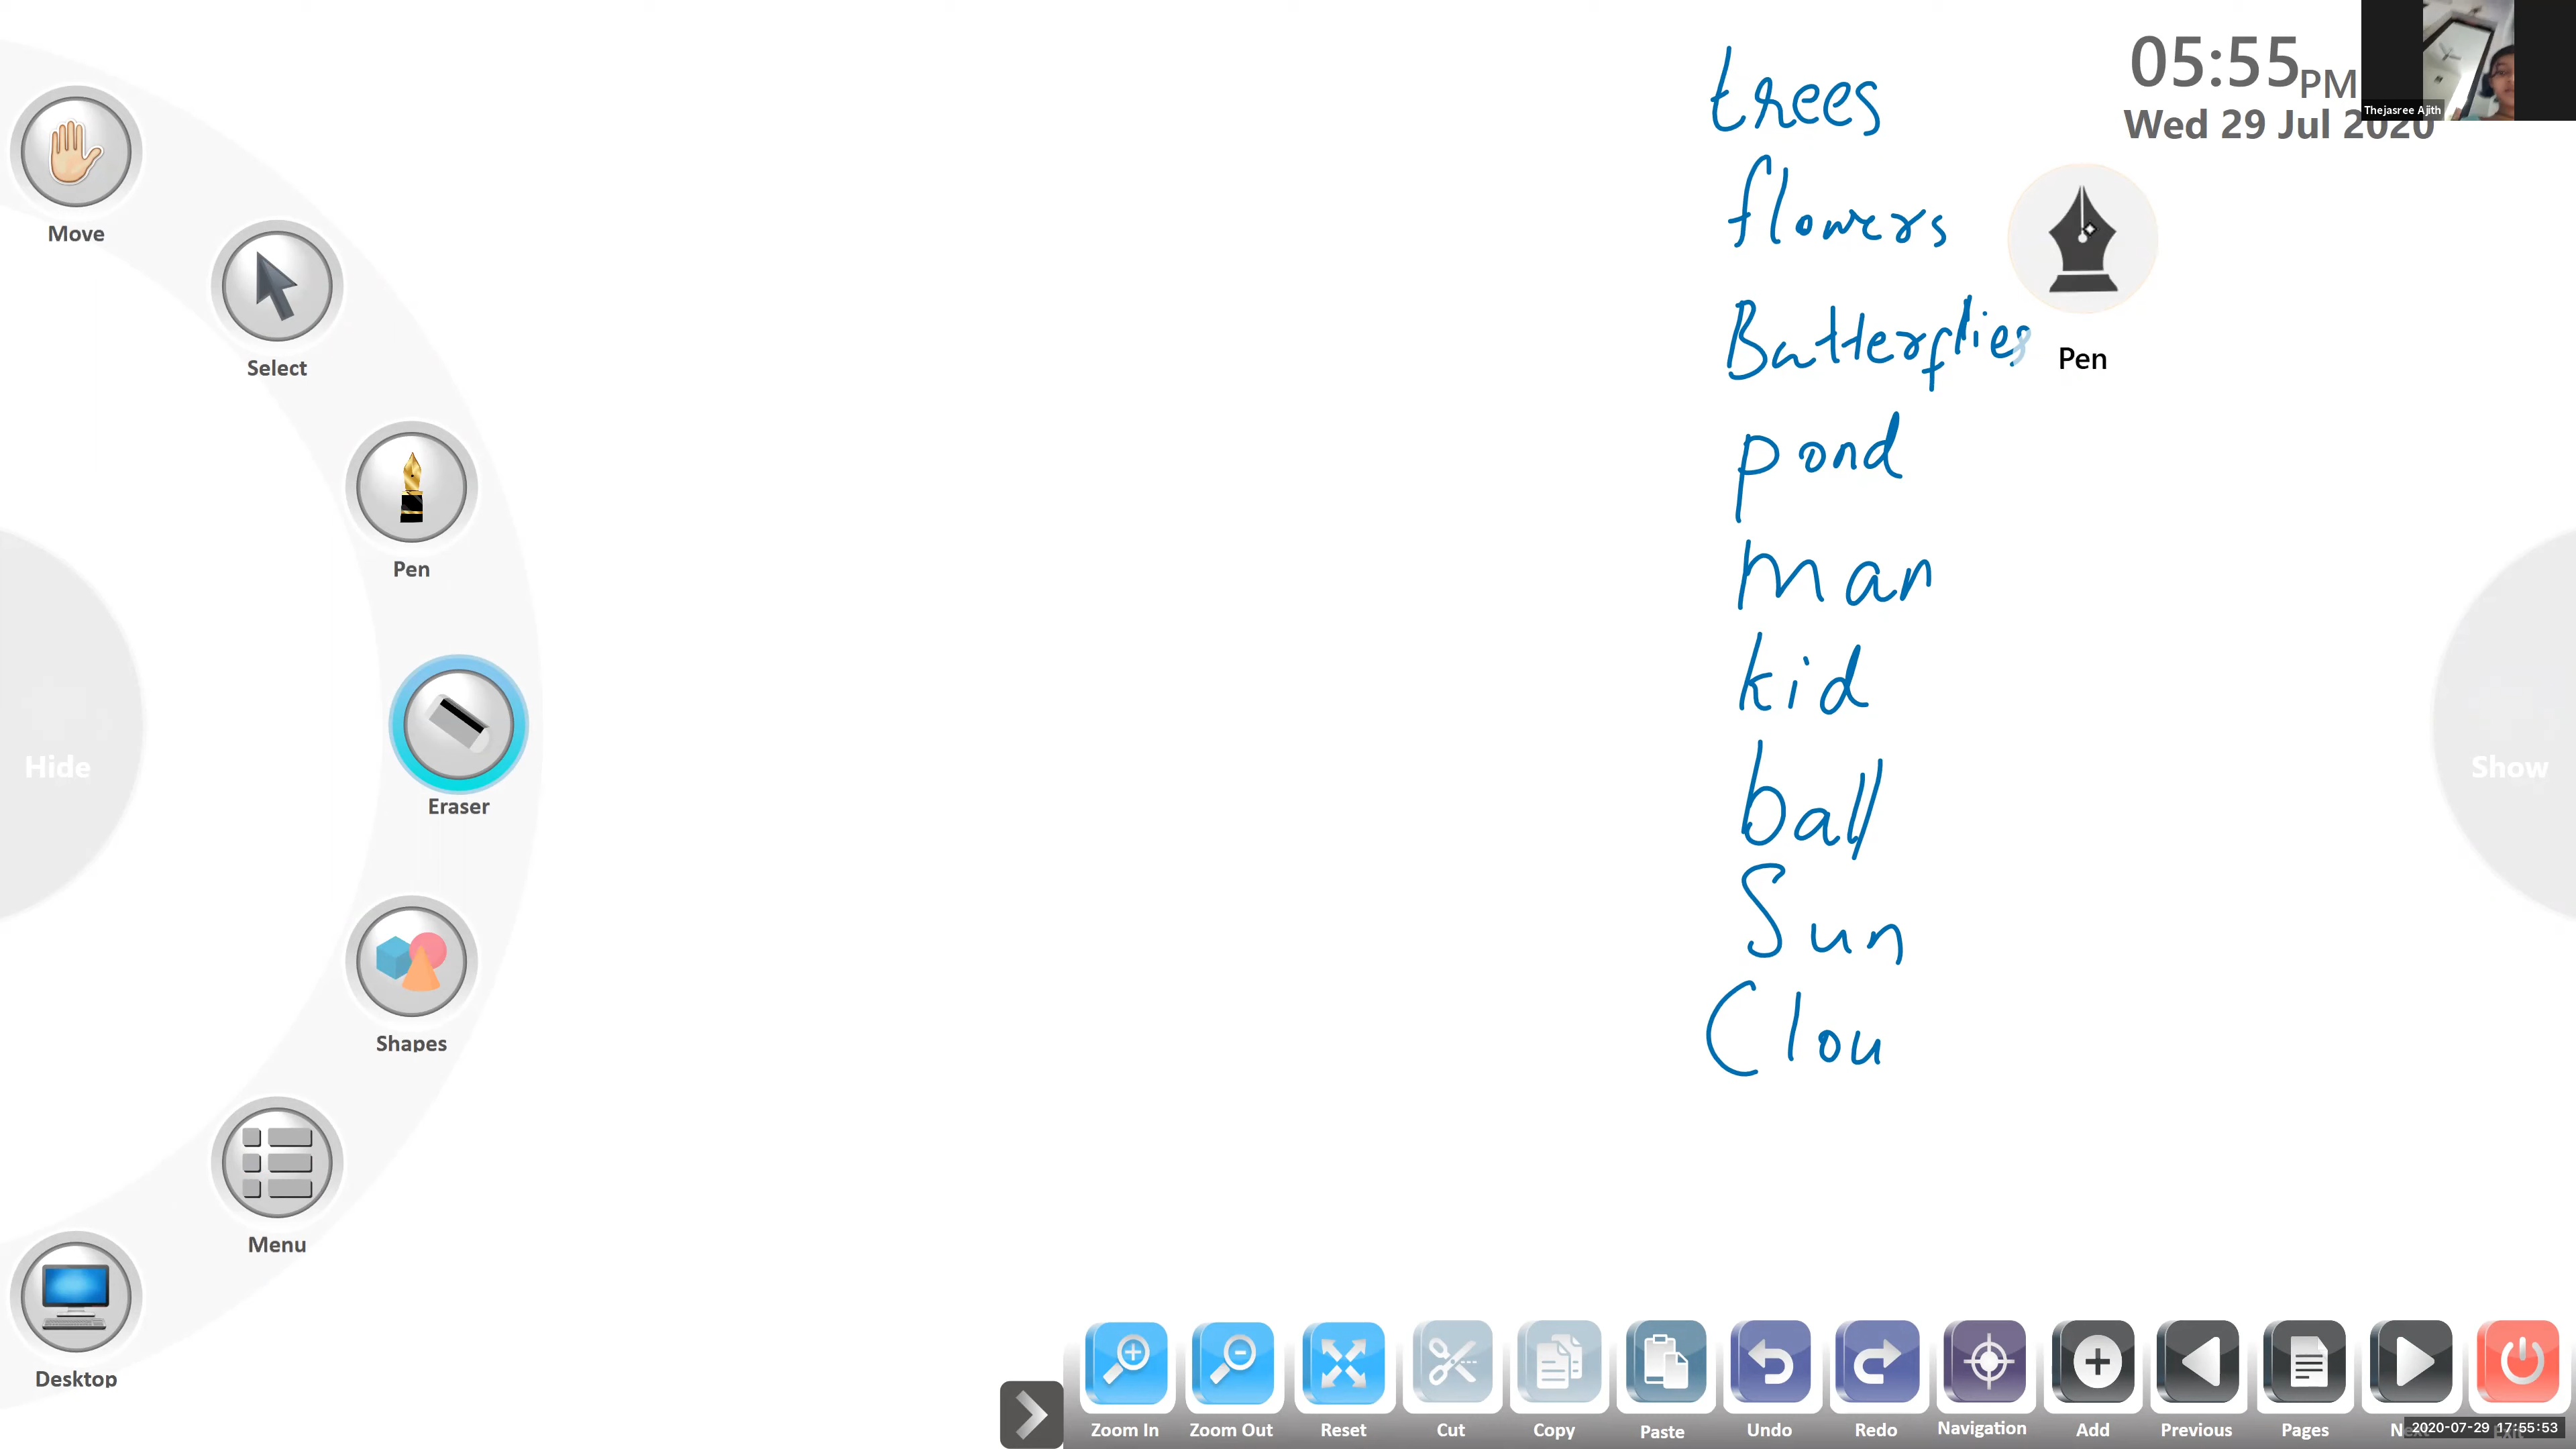 05:55 PM
Wed 29 Jul 2020
Thejasree Ajith
trees
flowers
Butterflies
pond
man
kid
ball
Sun
Clou
Pen
Move
Select
Pen
Eraser
Shapes
Menu
Desktop
Hide
Show
Zoom In
Zoom Out
Reset
Cut
Copy
Paste
Undo
Redo
Navigation
Add
Previous
Pages
2020-07-29 17:55:53